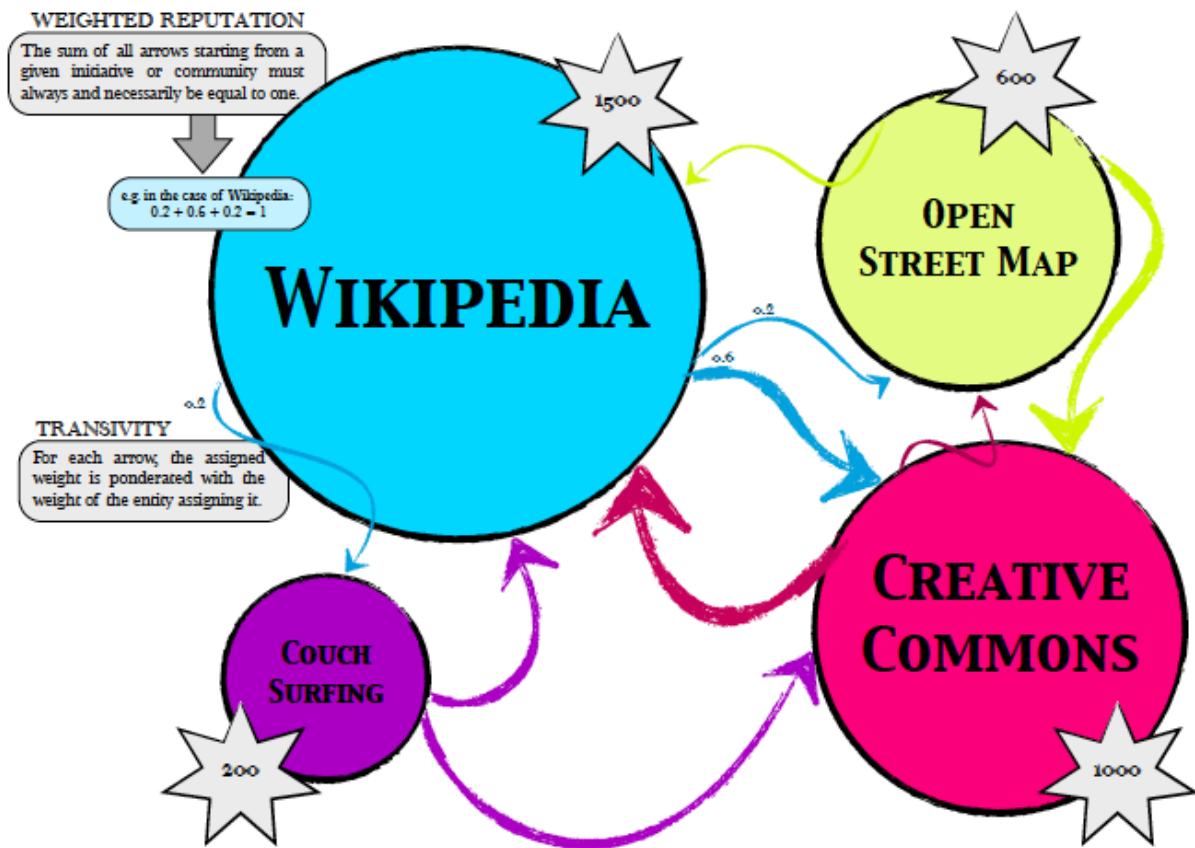 WEIGHTED REPUTATION
The sum of all arrows starting from a
given initiative or community must
always and necessarily be equal to one.
e.g. in the case of Wikipedia:
0.2 + 0.6 + 0.2 = 1
1500
600
WIKIPEDIA
OPEN
STREET MAP
0.2
0.6
0.2
TRANSIVITY
For each arrow, the assigned
weight is ponderated with the
weight of the entity assigning it.
COUCH
SURFING
200
CREATIVE
COMMONS
1000